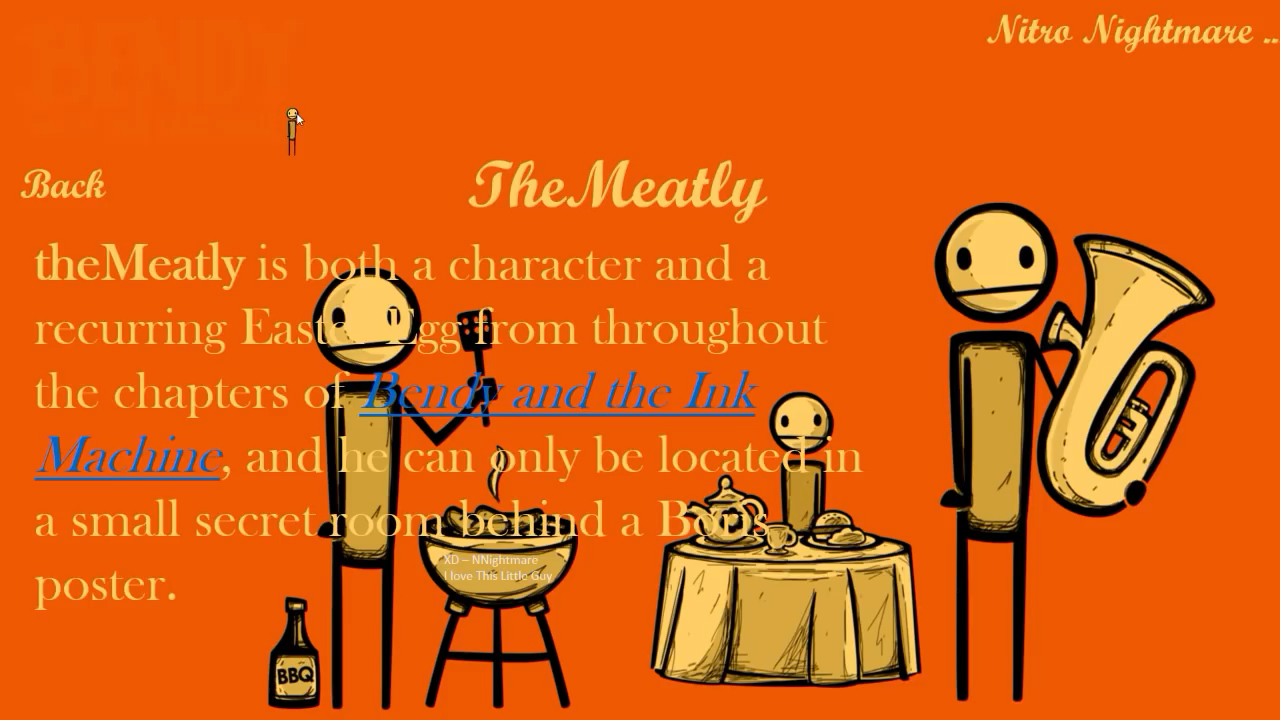 BENDY
Nitro Nightmare ..
Back
TheMeatly
theMeatly is both a character and a
recurring Easter Egg from throughout
the chapters of Bendy and the Ink
Machine, and he can only be located in
a small secret room behind a Boris
poster.
XD – NNightmare
I love This Little Guy
BBQ